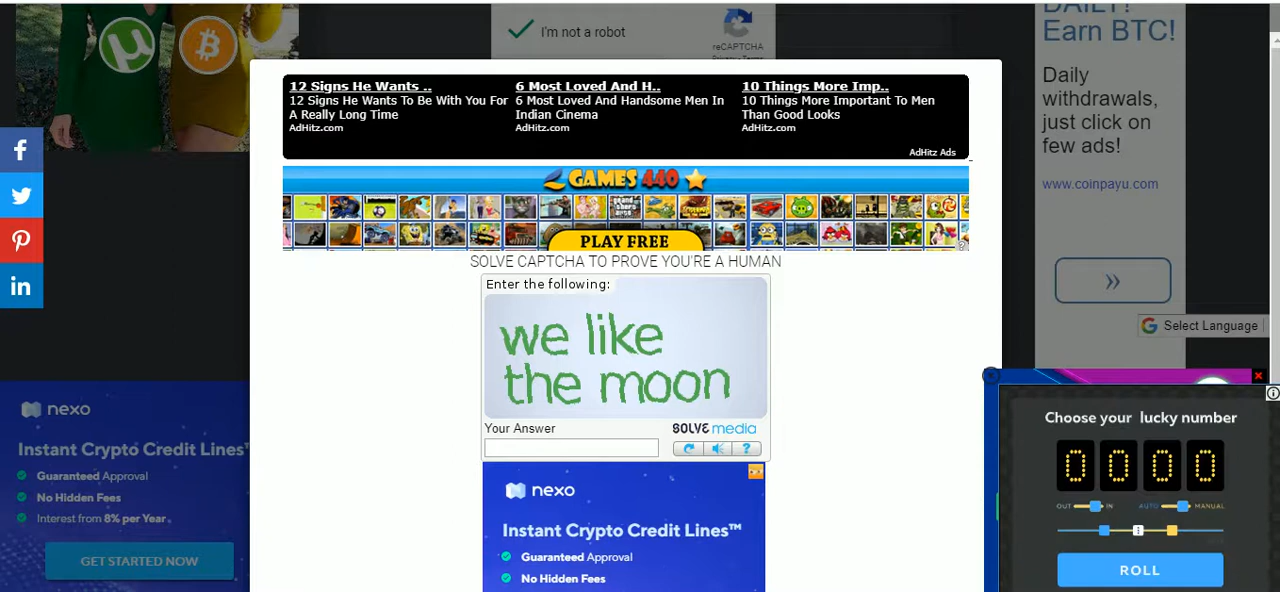 DAILY!
Earn BTC!
I'm not a robot
reCAPTCHA
12 Signs He Wants ..
12 Signs He Wants To Be With You For
A Really Long Time
AdHitz.com
6 Most Loved And H..
6 Most Loved And Handsome Men In
Indian Cinema
AdHitz.com
10 Things More Imp..
10 Things More Important To Men
Than Good Looks
AdHitz.com
AdHitz Ads
Daily
withdrawals,
just click on
few ads!
www.coinpayu.com
GAMES 440
PLAY FREE
SOLVE CAPTCHA TO PROVE YOU'RE A HUMAN
Enter the following:
we like
the moon
Your Answer
SOLVE media
Select Language
nexo
Instant Crypto Credit Lines™
Guaranteed Approval
No Hidden Fees
Interest from 8% per Year
GET STARTED NOW
nexo
Instant Crypto Credit Lines™
Guaranteed Approval
No Hidden Fees
Choose your lucky number
0 0 0 0
OUT IN AUTO MANUAL
ROLL